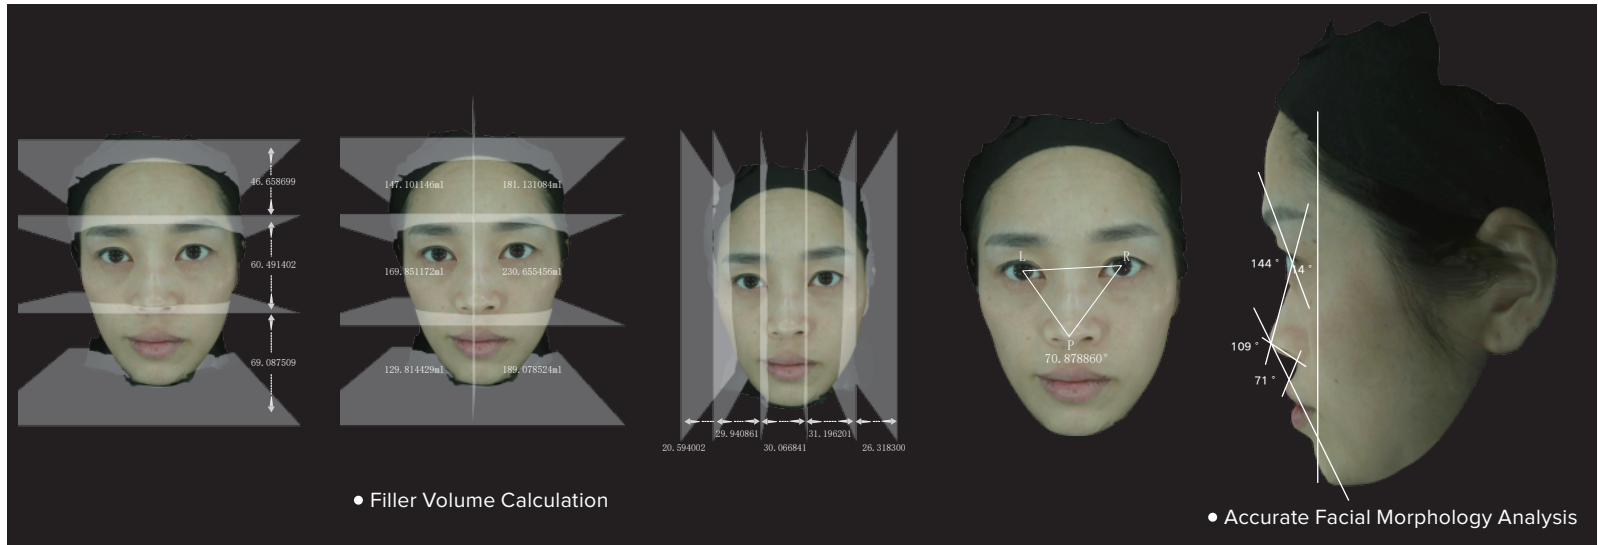 46.658699
60.491402
69.087509
147.101146ml 181.131084ml
169.851172ml 230.655456ml
129.814429ml 189.078524ml
29.940861 31.196201
20.594002 30.066841 26.318300
L R
P
70.878860°
144° 14°
109°
71°
● Filler Volume Calculation
● Accurate Facial Morphology Analysis